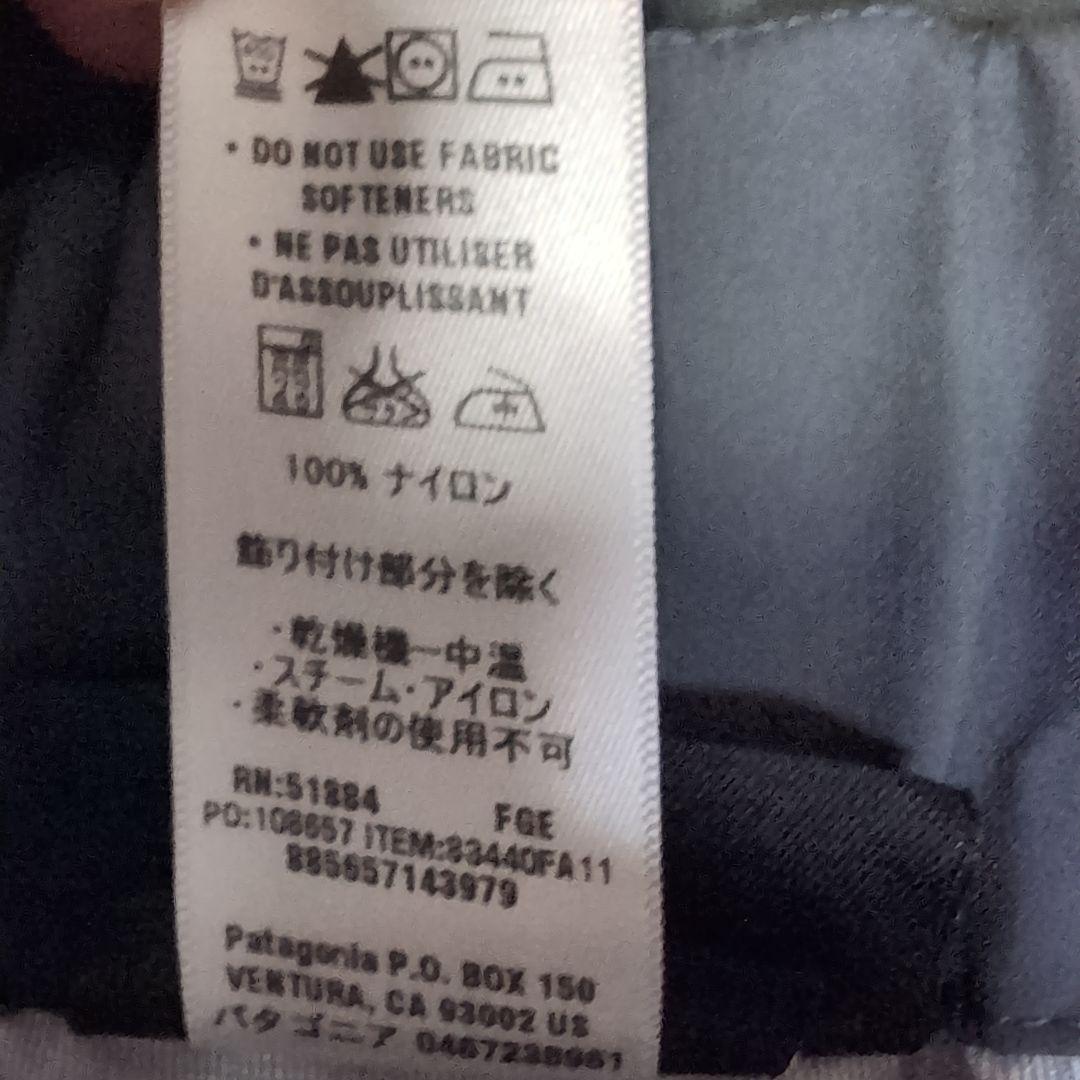 • DO NOT USE FABRIC
SOFTENERS
• NE PAS UTILISER
D'ASSOUPLISSANT
100% ナイロン
飾り付け部分を除く
・乾燥機ー中温
・スチーム・アイロン
・柔軟剤の使用不可
RN:51884 FGE
PO:108657 ITEM:83440FA11
885657143979
Patagonia P.O. BOX 150
VENTURA, CA 93002 US
パタゴニア